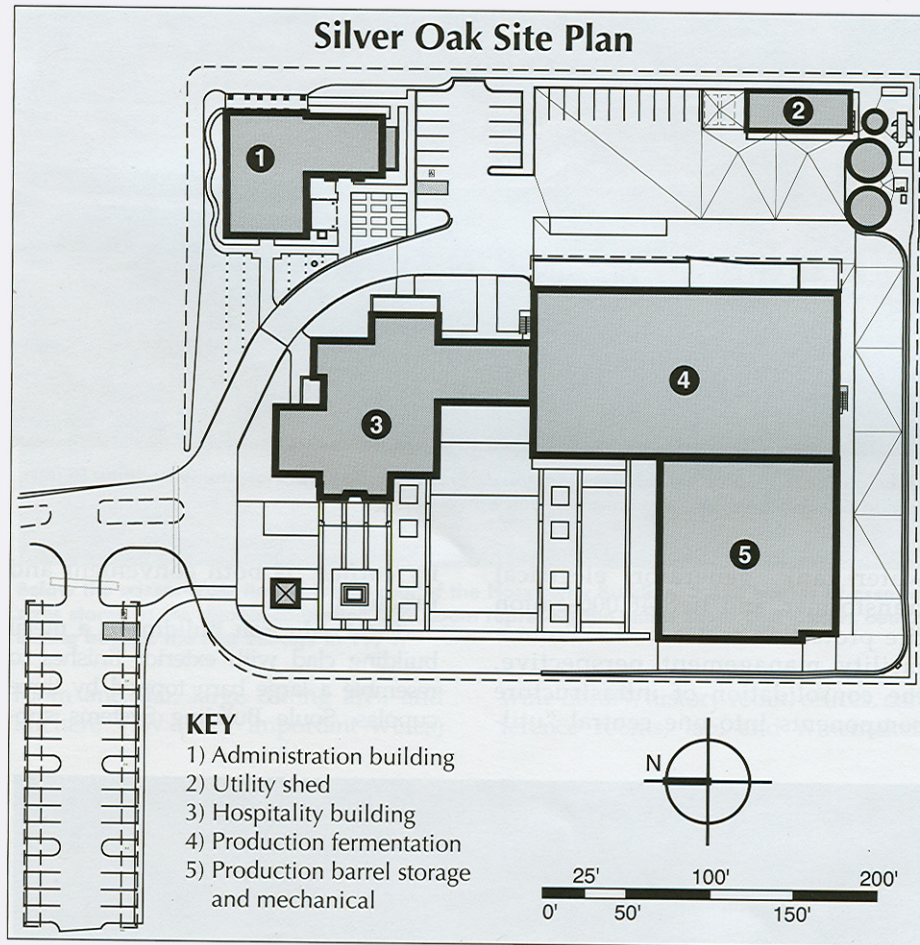 Silver Oak Site Plan
1
2
3
4
5
KEY
1) Administration building
2) Utility shed
3) Hospitality building
4) Production fermentation
5) Production barrel storage
and mechanical
N
25' 100' 200'
0' 50' 150'